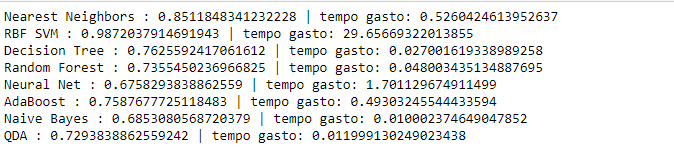 Nearest Neighbors : 0.8511848341232228 | tempo gasto: 0.5260424613952637
RBF SVM : 0.9872037914691943 | tempo gasto: 29.65669322013855
Decision Tree : 0.7625592417061612 | tempo gasto: 0.027001619338989258
Random Forest : 0.7355450236966825 | tempo gasto: 0.048003435134887695
Neural Net : 0.6758293838862559 | tempo gasto: 1.701129674911499
AdaBoost : 0.7587677725118483 | tempo gasto: 0.49303245544433594
Naive Bayes : 0.6853080568720379 | tempo gasto: 0.010002374649047852
QDA : 0.7293838862559242 | tempo gasto: 0.011999130249023438